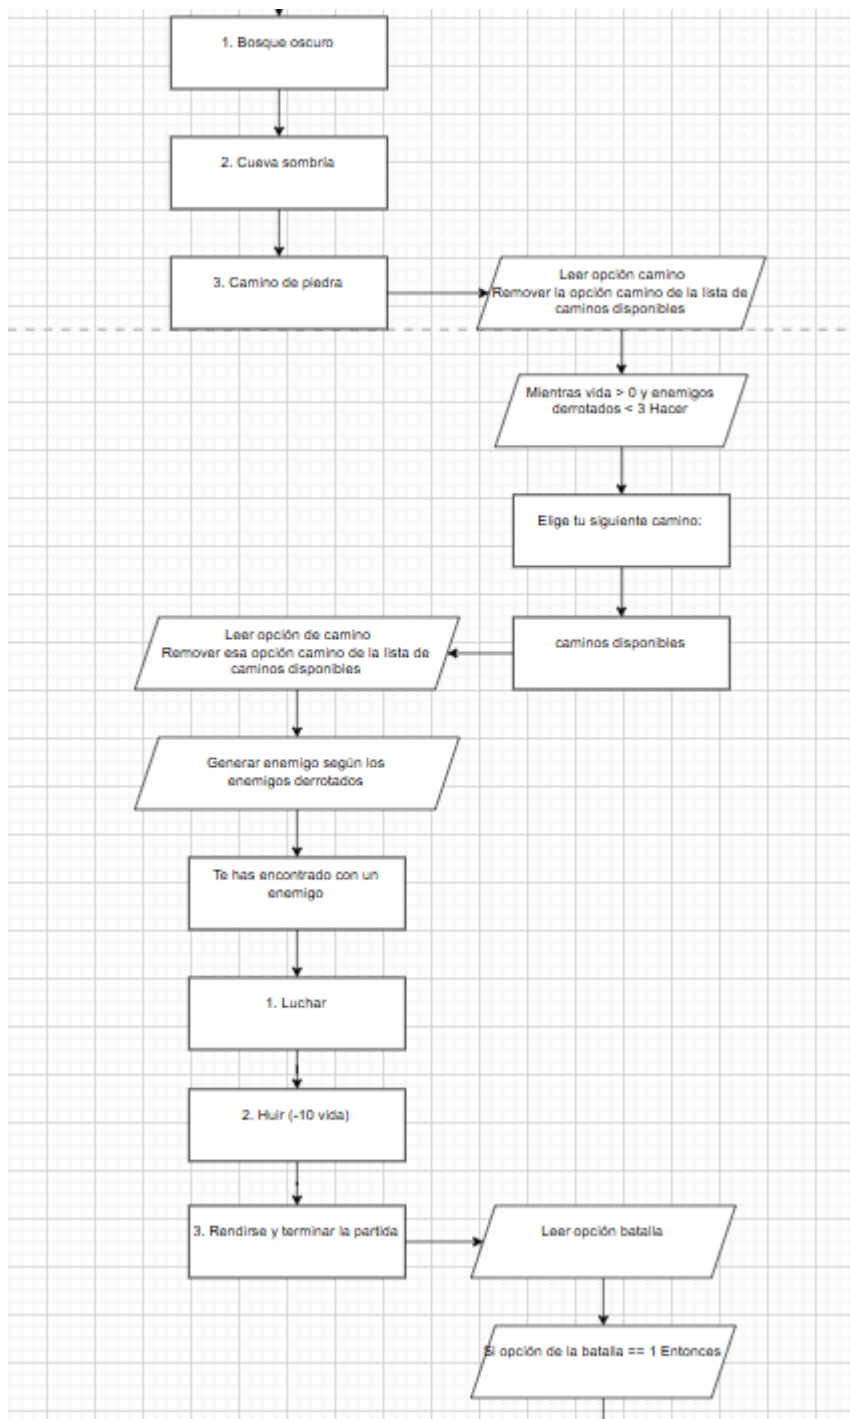 1. Bosque oscuro
2. Cueva sombría
3. Camino de piedra
Leer opción camino
Remover la opción camino de la lista de
caminos disponibles
Mientras vida > 0 y enemigos
derrotados < 3 Hacer
Elige tu siguiente camino:
caminos disponibles
Leer opción de camino
Remover esa opción camino de la lista de
caminos disponibles
Generar enemigo según los
enemigos derrotados
Te has encontrado con un
enemigo
1. Luchar
2. Huir (-10 vida)
3. Rendirse y terminar la partida
Leer opción batalla
Si opción de la batalla == 1 Entonces